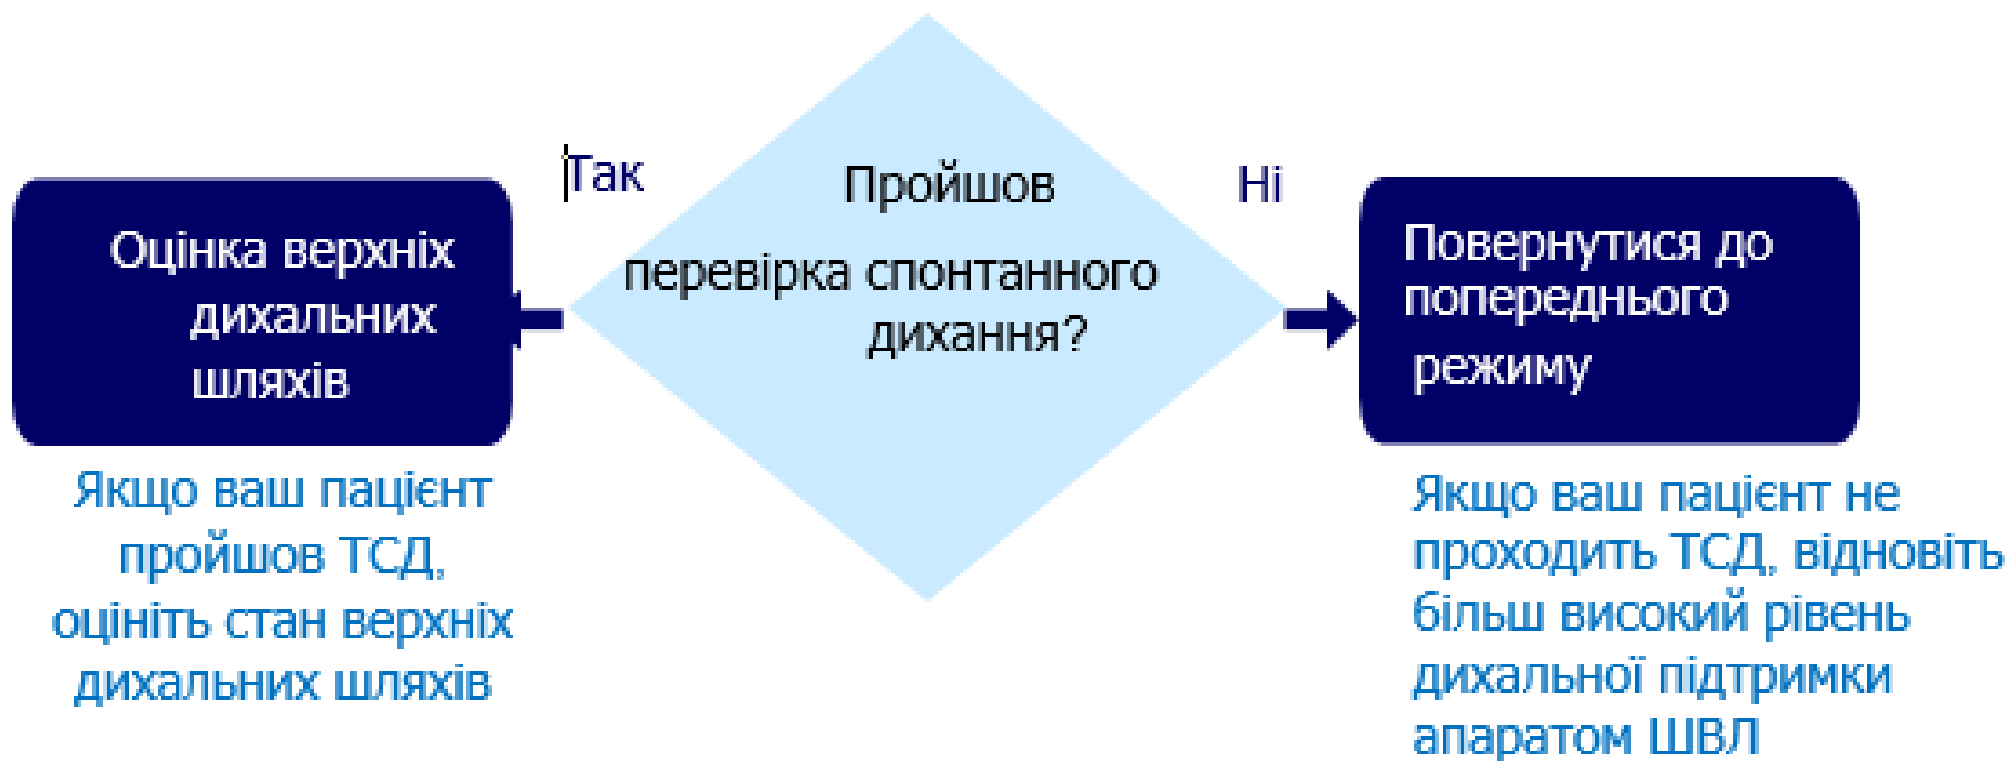 Так
Оцінка верхніх
дихальних
шляхів
Якщо ваш пацієнт
пройшов ТСД,
оцініть стан верхніх
дихальних шляхів
Пройшов
перевірка спонтанного
дихання?
Ні
Повернутися до
попереднього
режиму
Якщо ваш пацієнт не
проходить ТСД, відновіть
більш високий рівень
дихальної підтримки
апаратом ШВЛ